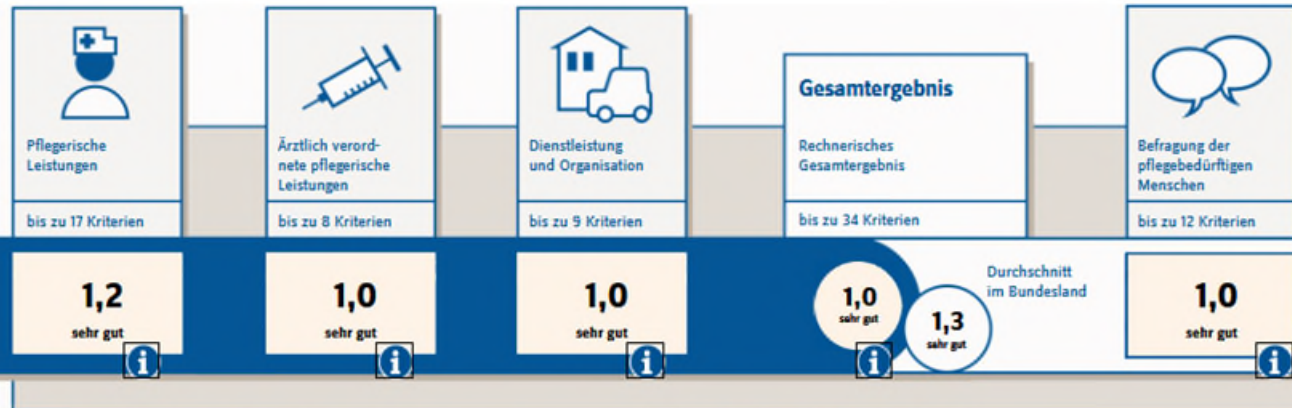 Pflegerische
Leistungen
bis zu 17 Kriterien
1,2
sehr gut
i
Ärztlich verord-
nete pflegerische
Leistungen
bis zu 8 Kriterien
1,0
sehr gut
i
Dienstleistung
und Organisation
bis zu 9 Kriterien
1,0
sehr gut
i
Gesamtergebnis
Rechnerisches
Gesamtergebnis
bis zu 34 Kriterien
1,0
sehr gut
i
Durchschnitt
im Bundesland
1,3
sehr gut
Befragung der
pflegebedürftigen
Menschen
bis zu 12 Kriterien
1,0
sehr gut
i